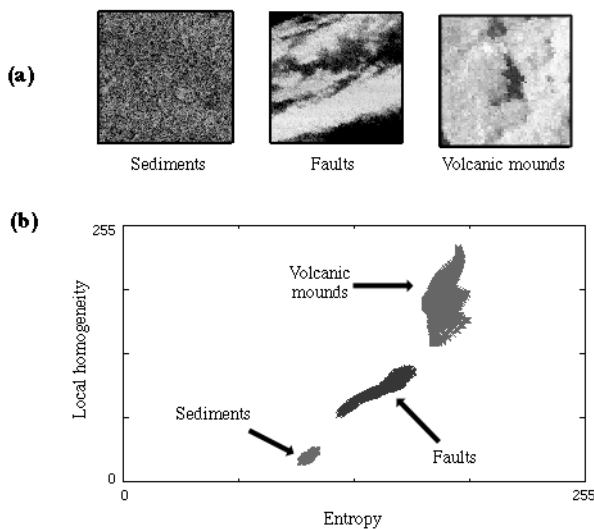 (a)
Sediments
Faults
Volcanic mounds
(b)
255
Volcanic
mounds
Local homogeneity
Sediments
Faults
0
0
255
Entropy